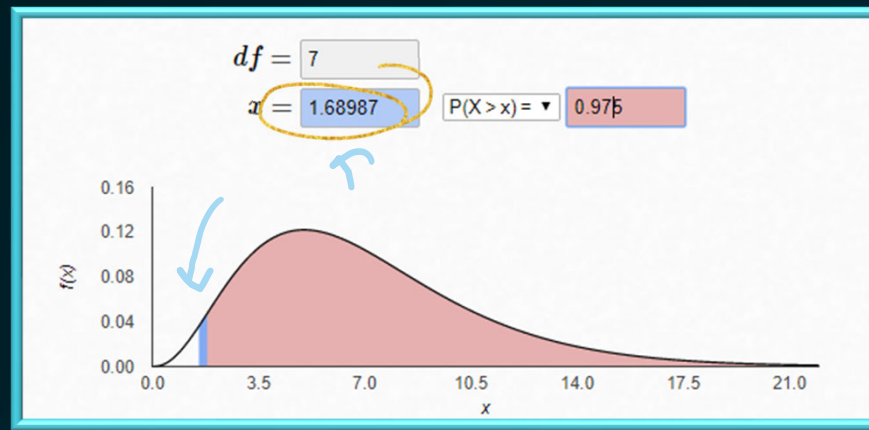 df = 7
x = 1.68987 P(X > x) = ▼ 0.975
0.16
0.12
0.08
0.04
0.00
f(x)
0.0 3.5 7.0 10.5 14.0 17.5 21.0
x